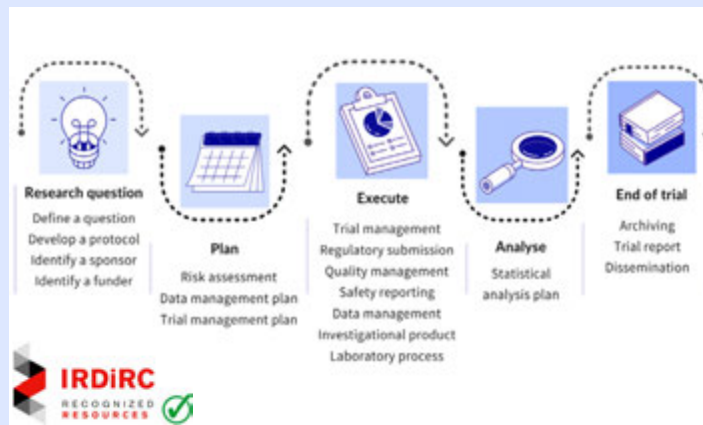 Research question
Define a question
Develop a protocol
Identify a sponsor
Identify a funder
Plan
Risk assessment
Data management plan
Trial management plan
Execute
Trial management
Regulatory submission
Quality management
Safety reporting
Data management
Investigational product
Laboratory process
Analyse
Statistical
analysis plan
End of trial
Archiving
Trial report
Dissemination
IRDiRC
RECOGNIZED
RESOURCES